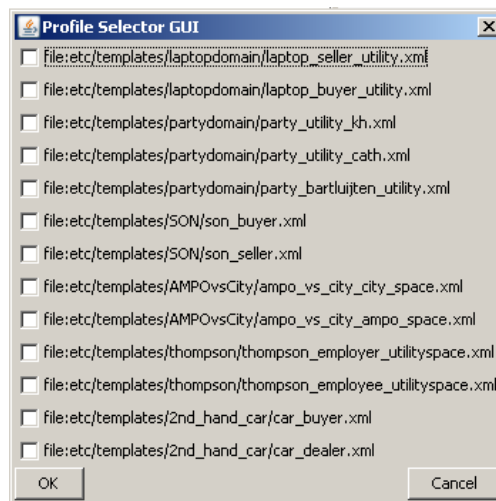 Profile Selector GUI
file:etc/templates/laptopdomain/laptop_seller_utility.xml
file:etc/templates/laptopdomain/laptop_buyer_utility.xml
file:etc/templates/partydomain/party_utility_kh.xml
file:etc/templates/partydomain/party_utility_cath.xml
file:etc/templates/partydomain/party_bartluijten_utility.xml
file:etc/templates/SON/son_buyer.xml
file:etc/templates/SON/son_seller.xml
file:etc/templates/AMPOvsCity/ampo_vs_city_city_space.xml
file:etc/templates/AMPOvsCity/ampo_vs_city_ampo_space.xml
file:etc/templates/thompson/thompson_employer_utilityspace.xml
file:etc/templates/thompson/thompson_employee_utilityspace.xml
file:etc/templates/2nd_hand_car/car_buyer.xml
file:etc/templates/2nd_hand_car/car_dealer.xml
OK Cancel